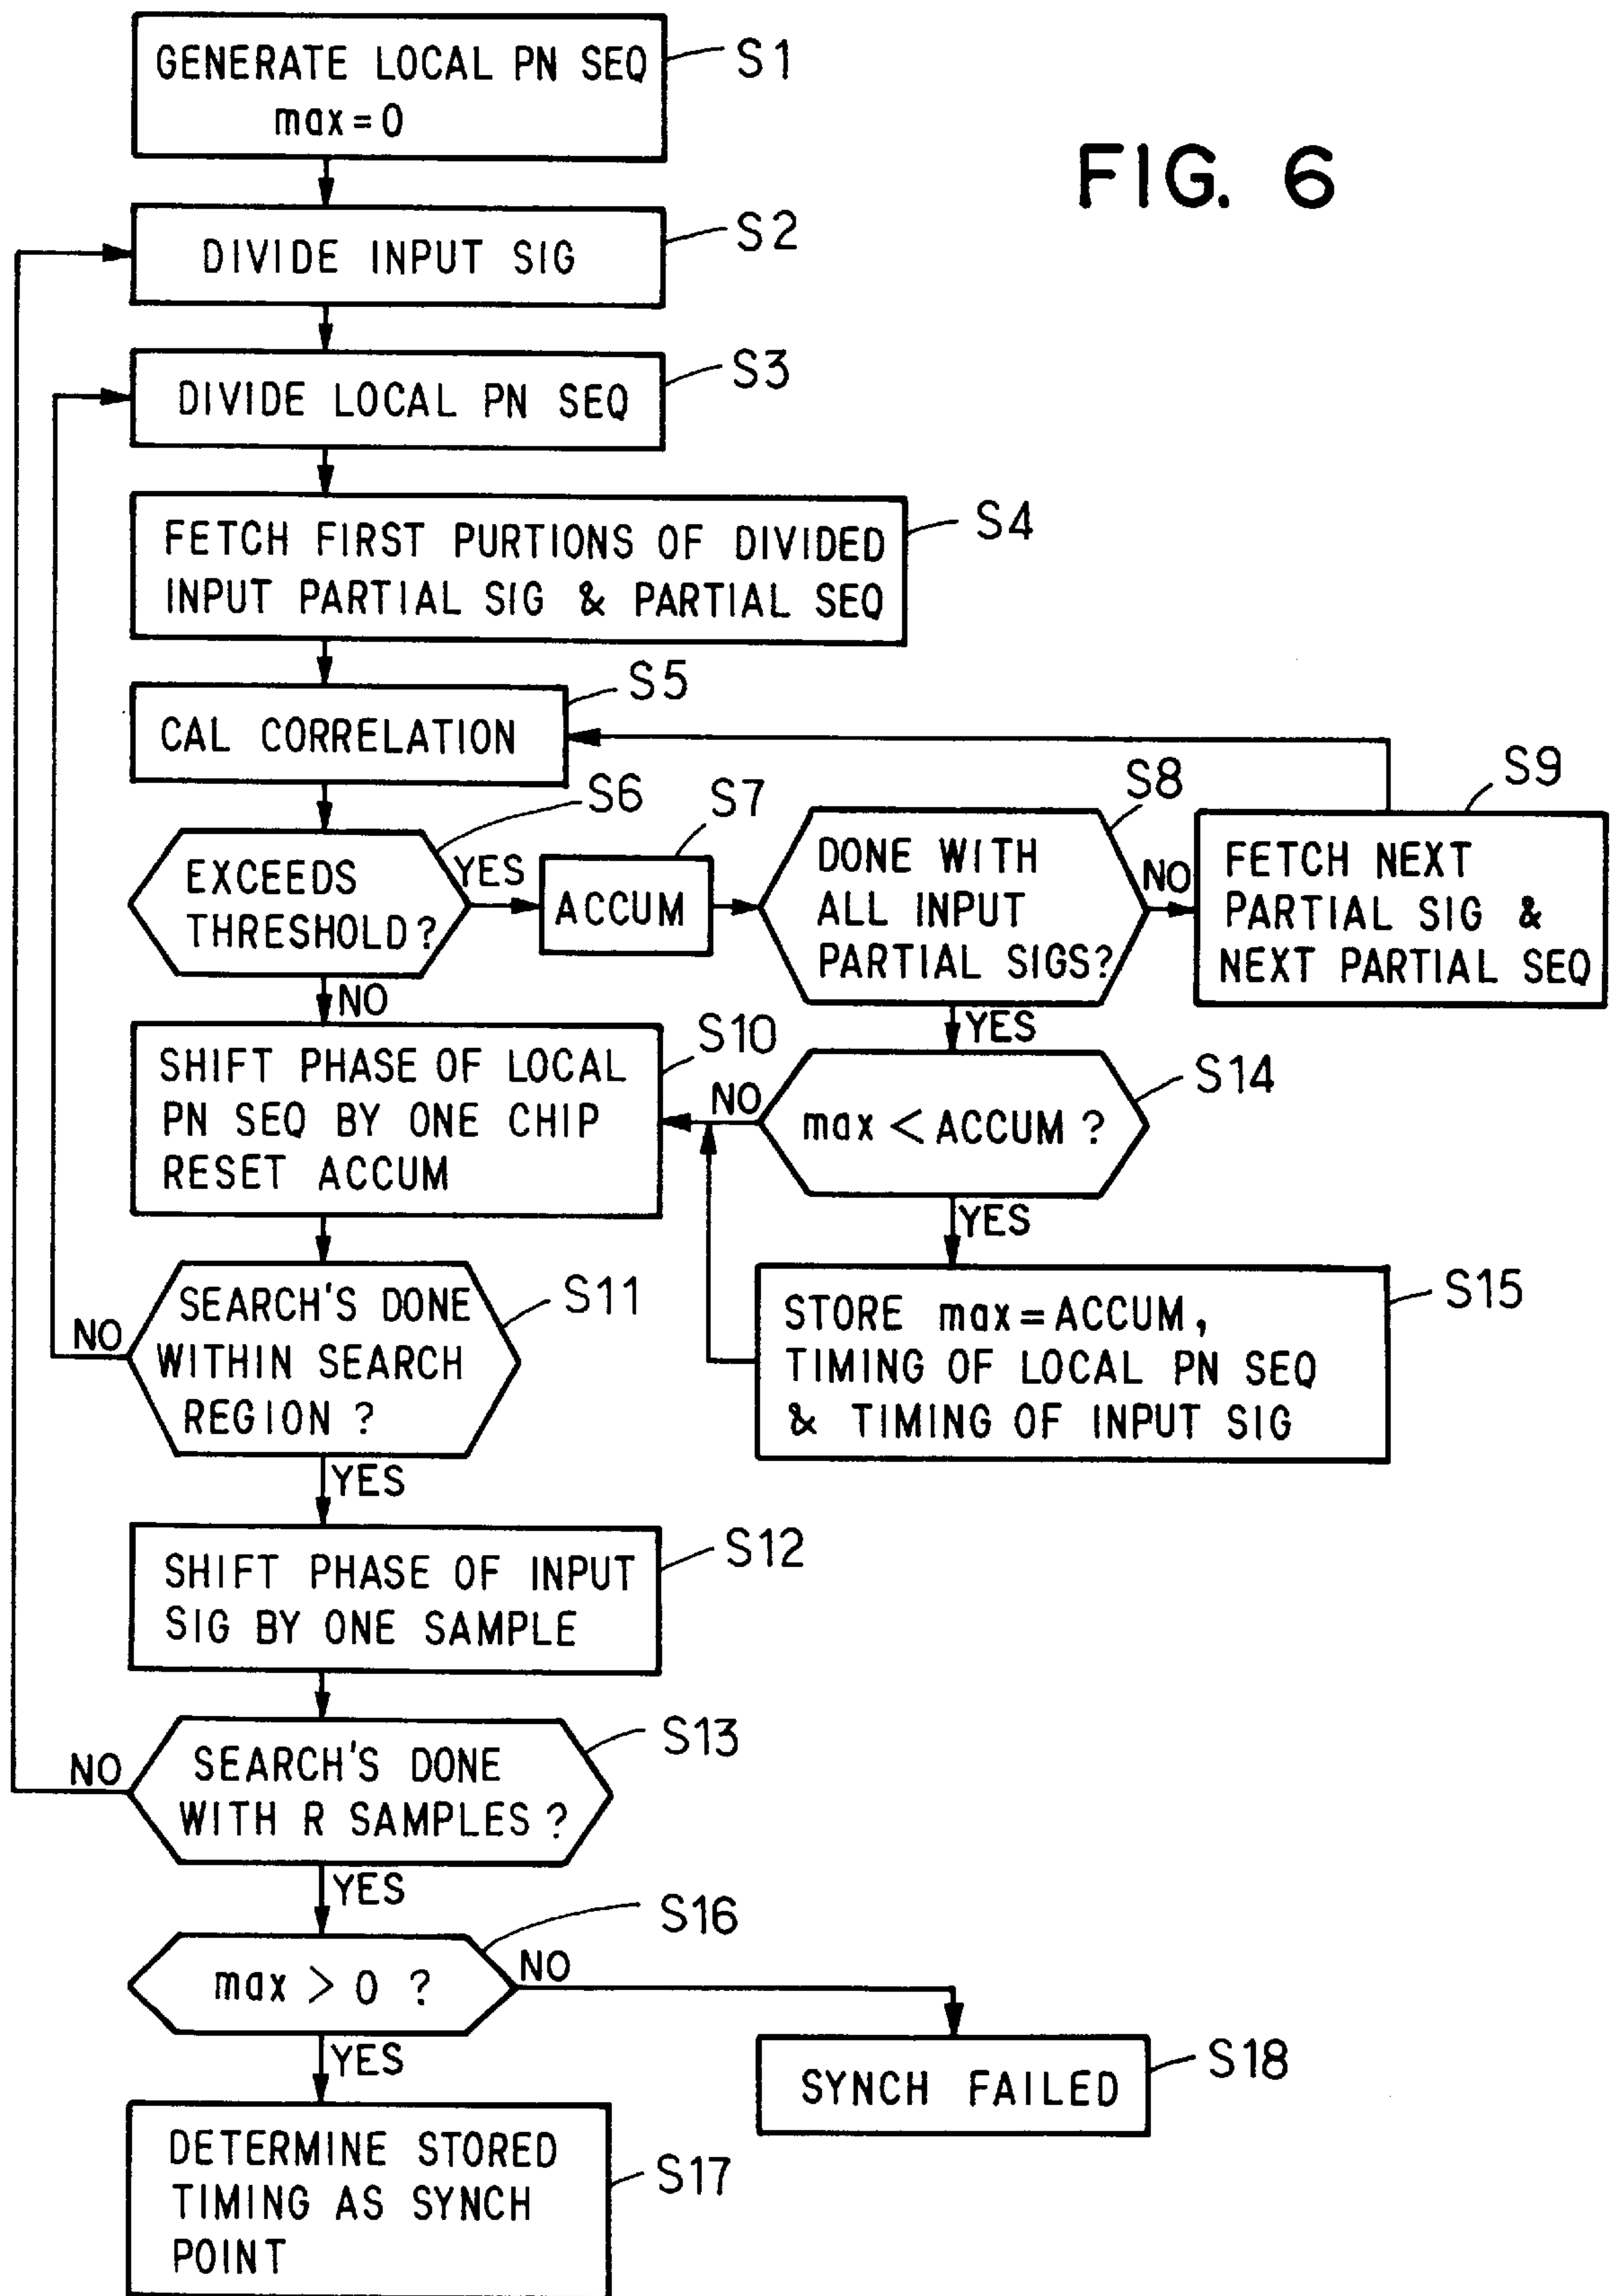 GENERATE LOCAL PN SEQ
max=0
S1
FIG. 6
DIVIDE INPUT SIG
S2
DIVIDE LOCAL PN SEQ
S3
FETCH FIRST PURTIONS OF DIVIDED
INPUT PARTIAL SIG & PARTIAL SEQ
S4
CAL CORRELATION
S5
EXCEEDS
THRESHOLD?
S6
YES
NO
ACCUM
S7
DONE WITH
ALL INPUT
PARTIAL SIGS?
S8
NO
YES
FETCH NEXT
PARTIAL SIG &
NEXT PARTIAL SEQ
S9
SHIFT PHASE OF LOCAL
PN SEQ BY ONE CHIP
RESET ACCUM
S10
NO
max < ACCUM ?
S14
YES
STORE max=ACCUM,
TIMING OF LOCAL PN SEQ
& TIMING OF INPUT SIG
S15
SEARCH'S DONE
WITHIN SEARCH
REGION ?
S11
NO
YES
SHIFT PHASE OF INPUT
SIG BY ONE SAMPLE
S12
SEARCH'S DONE
WITH R SAMPLES ?
S13
NO
YES
max > 0 ?
S16
NO
YES
SYNCH FAILED
S18
DETERMINE STORED
TIMING AS SYNCH
POINT
S17